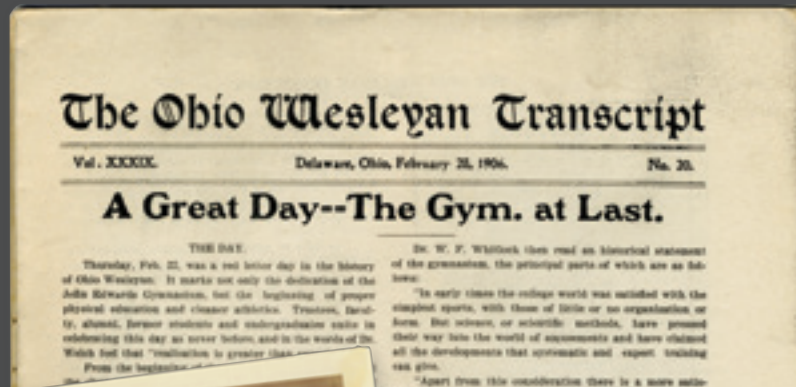 The Ohio Wesleyan Transcript
Vol. XXXIX. Delaware, Ohio, February 28, 1906. No. 20.
A Great Day--The Gym. at Last.
THE DAY.
Thursday, Feb. 22, was a red letter day in the history
of Ohio Wesleyan. It marks not only the dedication of the
John Edwards Gymnasium, but the beginning of proper
physical education and cleaner athletics. Trustees, facul-
ty, alumni, former students and undergraduates unite in
celebrating this day as never before, and in the words of Dr.
Welch feel that "realization is greater than
From the beginning of
Dr. W. F. Whitlock then read an historical statement
of the gymnasium, the principal parts of which are as fol-
lows:
"In early times the college world was satisfied with the
simplest sports, with those of little or no organization or
form. But science, or scientific methods, have pressed
their way into the world of amusements and have claimed
all the developments that systematic and expert training
can give.
"Apart from this consideration there is a more